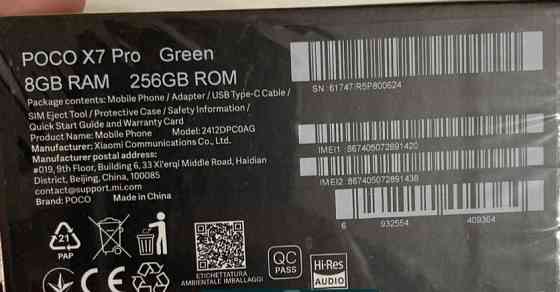 POCO X7 Pro Green
8GB RAM 256GB ROM
Package contents: Mobile Phone / Adapter / USB Type-C Cable /
SIM Eject Tool / Protective Case / Safety Information /
Quick Start Guide and Warranty Card
Product Name: Mobile Phone Model: 2412DPC0AG
Manufacturer: Xiaomi Communications Co., Ltd.
Manufacturer postal address:
#019, 9th Floor, Building 6, 33 Xi'erqi Middle Road, Haidian
District, Beijing, China, 100085
contact@support.mi.com
Brand: POCO Made in China
SN: 61747/R5P800624
IMEI1: 867405072891420
IMEI2: 867405072891438
6 932554 409364
21
PAP
CE
ETICHETTATURA
AMBIENTALE IMBALLAGGI
QC
PASS
Hi-Res
AUDIO